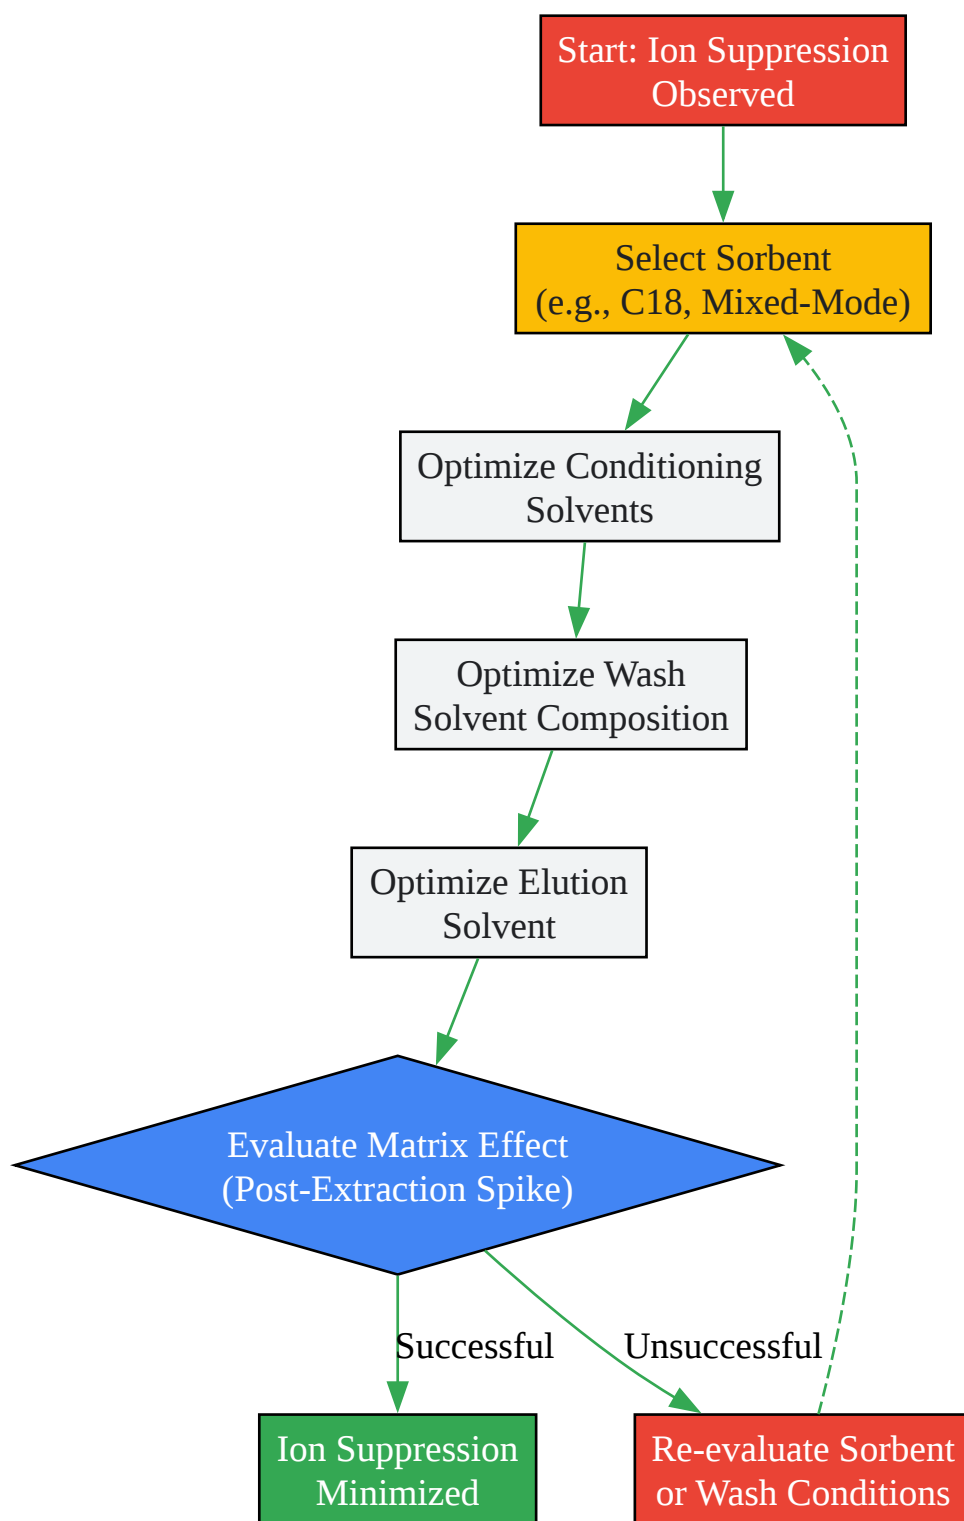 Start: Ion Suppression
Observed
Select Sorbent
(e.g., C18, Mixed-Mode)
Optimize Conditioning
Solvents
Optimize Wash
Solvent Composition
Optimize Elution
Solvent
Evaluate Matrix Effect
(Post-Extraction Spike)
Successful
Unsuccessful
Ion Suppression
Minimized
Re-evaluate Sorbent
or Wash Conditions